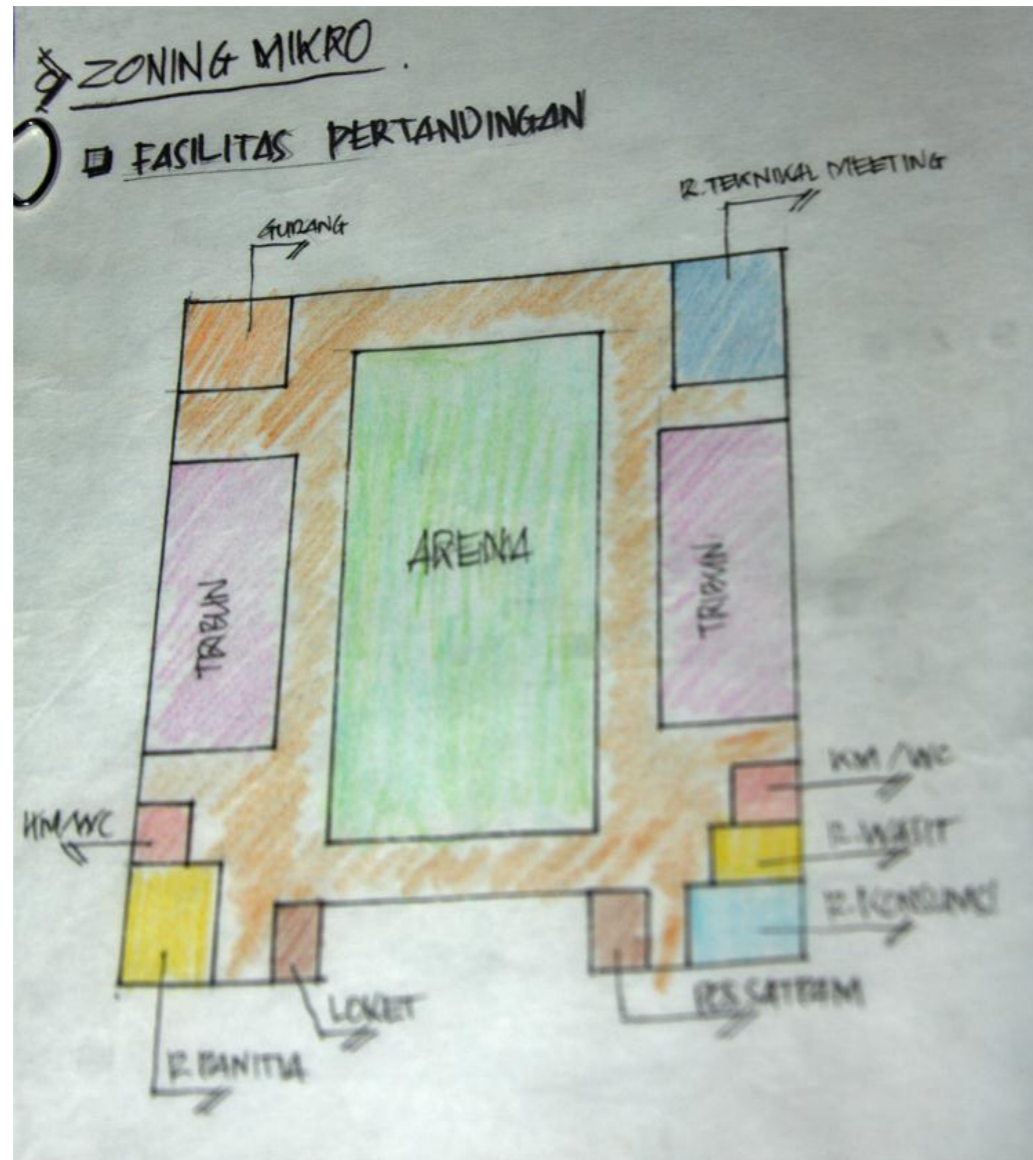 ZONING MIKRO.
FASILITAS PERTANDINGAN
R. TEKNIKAL MEETING
GUDANG
ARENA
TRIBUN
TRIBUN
KM/WC
KM/WC
R. WASIT
R. KONSUMSI
LOKET
POS SATPAM
R. PANITIA